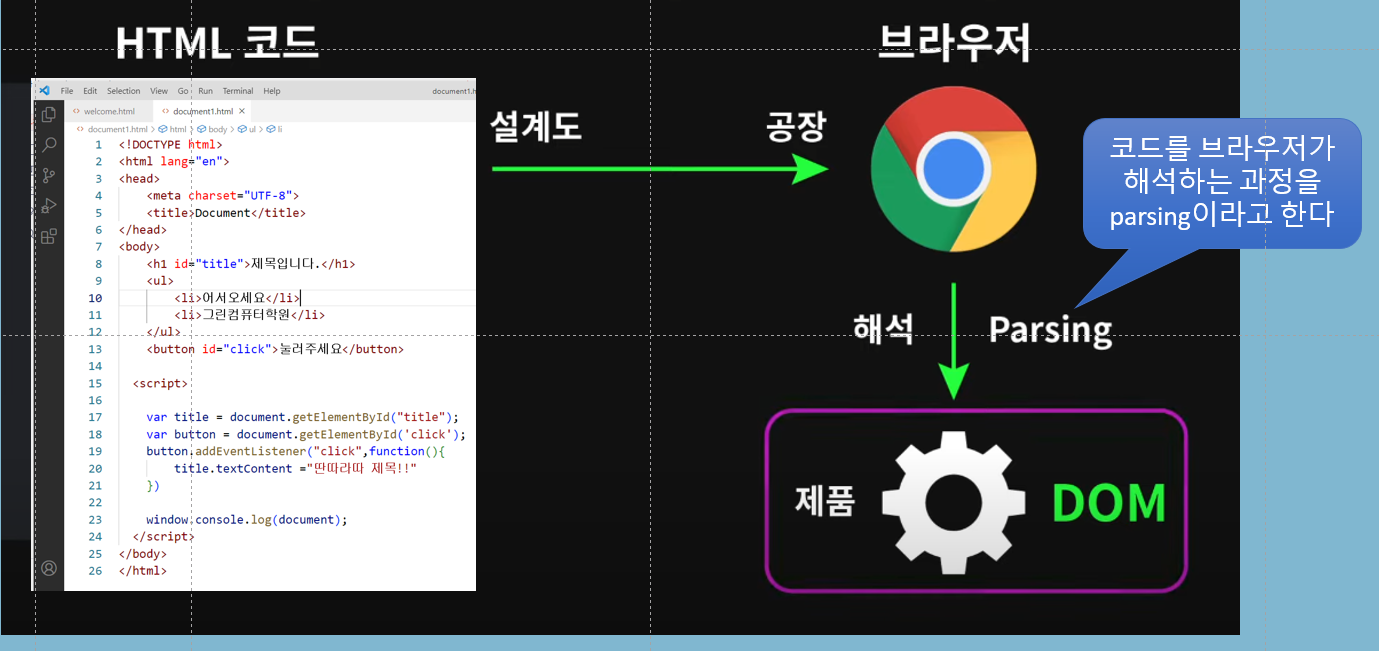 HTML 코드
브라우저
File Edit Selection View Go Run Terminal Help document1.h
welcome.html document1.html
document1.html > html > body > ul > li
1 <!DOCTYPE html>
2 <html lang="en">
3 <head>
4 <meta charset="UTF-8">
5 <title>Document</title>
6 </head>
7 <body>
8 <h1 id="title">제목입니다.</h1>
9 <ul>
10 <li>어서오세요</li>
11 <li>그린컴퓨터학원</li>
12 </ul>
13 <button id="click">눌러주세요</button>
14
15 <script>
16
17 var title = document.getElementById("title");
18 var button = document.getElementById('click');
19 button.addEventListener("click",function(){
20 title.textContent ="딴따라따 제목!!"
21 })
22
23 window.console.log(document);
24 </script>
25 </body>
26 </html>
설계도
공장
코드를 브라우저가
해석하는 과정을
parsing이라고 한다
해석
Parsing
제품
DOM